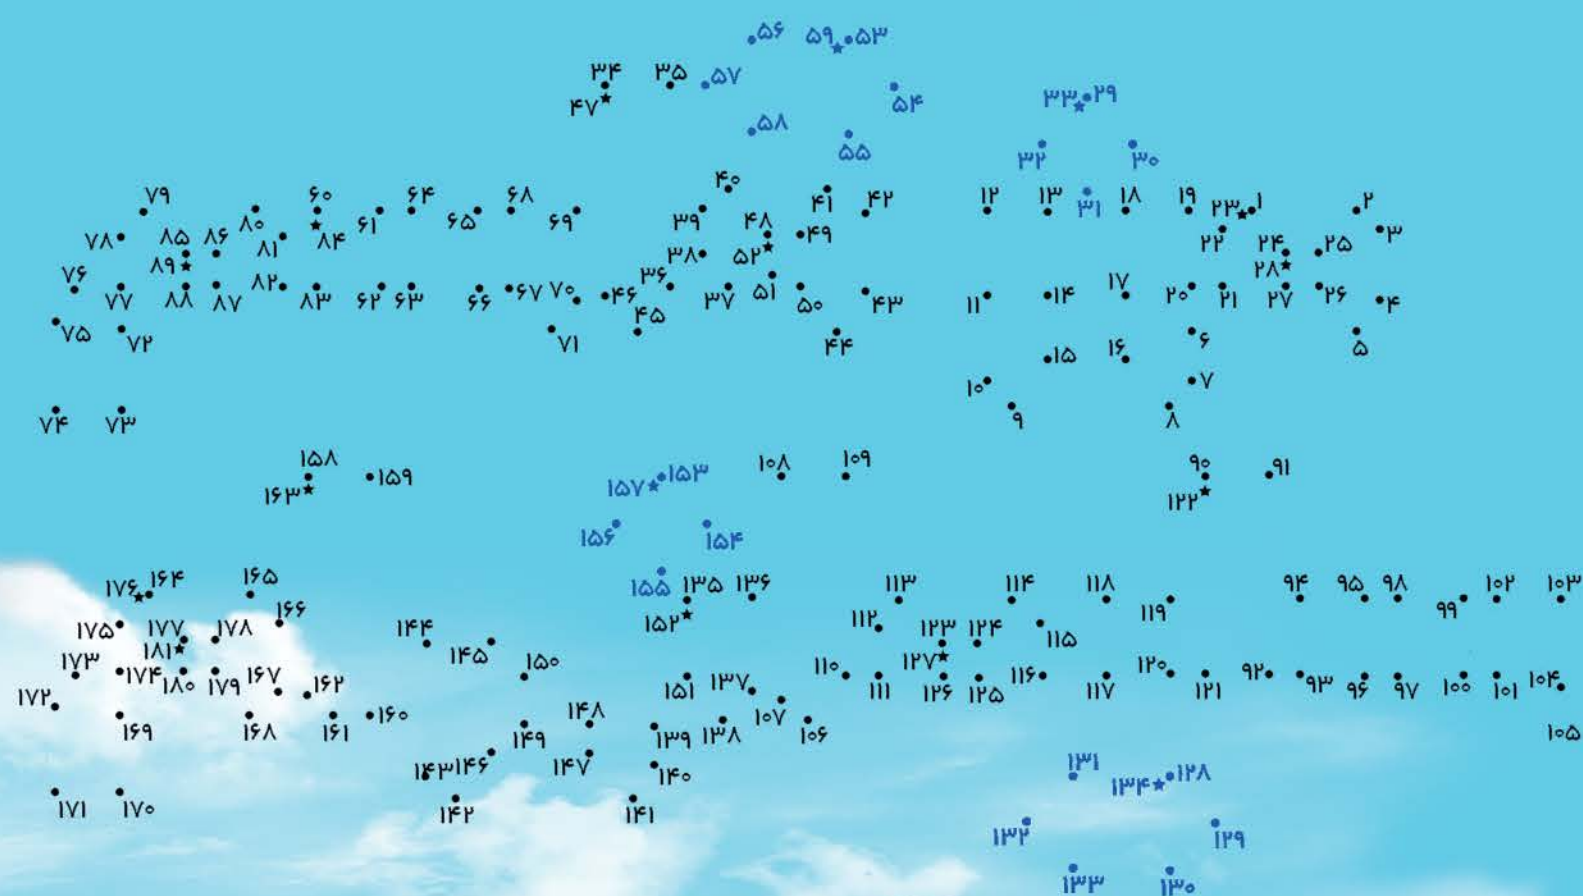 ۵۳ ۵۹ ۵۶
۵۷ ۳۵ ۳۴
۲۹ ۳۳ ۵۴ ۴۷
۵۸
۳۰ ۳۲ ۵۵
۲ ۱ ۲۳ ۱۹ ۱۸ ۳۱ ۱۳ ۱۲ ۴۲ ۴۱ ۴۰ ۶۸ ۶۴ ۶۰ ۷۹
۳ ۲۵ ۲۴ ۲۲ ۴۹ ۴۸ ۳۹ ۶۹ ۶۵ ۶۱ ۸۴ ۸۰ ۸۱ ۸۶ ۸۵ ۷۸
۲۸ ۵۲ ۳۸ ۸۹
۴ ۲۶ ۲۷ ۲۱ ۲۰ ۱۷ ۱۴ ۱۱ ۴۳ ۵۰ ۵۱ ۳۷ ۳۶ ۴۶ ۷۰ ۶۷ ۶۶ ۶۳ ۶۲ ۸۳ ۸۲ ۸۷ ۸۸ ۷۷ ۷۶
۵ ۶ ۱۶ ۱۵ ۴۴ ۴۵ ۷۱ ۷۲ ۷۵
۷ ۱۰
۸ ۹ ۷۳ ۷۴
۹۱ ۹۰ ۱۰۹ ۱۰۸ ۱۵۳ ۱۵۷ ۱۵۹ ۱۵۸
۱۲۲ ۱۶۳
۱۵۴ ۱۵۶
۱۰۳ ۱۰۲ ۹۸ ۹۵ ۹۴ ۱۱۸ ۱۱۴ ۱۱۳ ۱۳۶ ۱۳۵ ۱۵۵ ۱۶۵ ۱۶۴ ۱۷۶
۹۹ ۱۱۹ ۱۱۲ ۱۵۲ ۱۶۶
۱۱۵ ۱۲۴ ۱۲۳ ۱۴۴ ۱۷۸ ۱۷۷ ۱۷۵
۱۲۷ ۱۴۵ ۱۸۱
۱۰۴ ۱۰۱ ۱۰۰ ۹۷ ۹۶ ۹۳ ۹۲ ۱۲۱ ۱۲۰ ۱۱۷ ۱۱۶ ۱۲۵ ۱۲۶ ۱۱۱ ۱۱۰ ۱۳۷ ۱۵۱ ۱۵۰ ۱۶۲ ۱۶۷ ۱۷۹ ۱۸۰ ۱۷۴ ۱۷۳
۱۰۵ ۱۰۶ ۱۰۷ ۱۳۸ ۱۳۹ ۱۴۸ ۱۴۹ ۱۶۰ ۱۶۱ ۱۶۸ ۱۶۹ ۱۷۲
۱۲۸ ۱۳۴ ۱۳۱ ۱۴۰ ۱۴۷ ۱۴۶ ۱۴۳
۱۲۹ ۱۳۲ ۱۴۱ ۱۴۲ ۱۷۰ ۱۷۱
۱۳۰ ۱۳۳